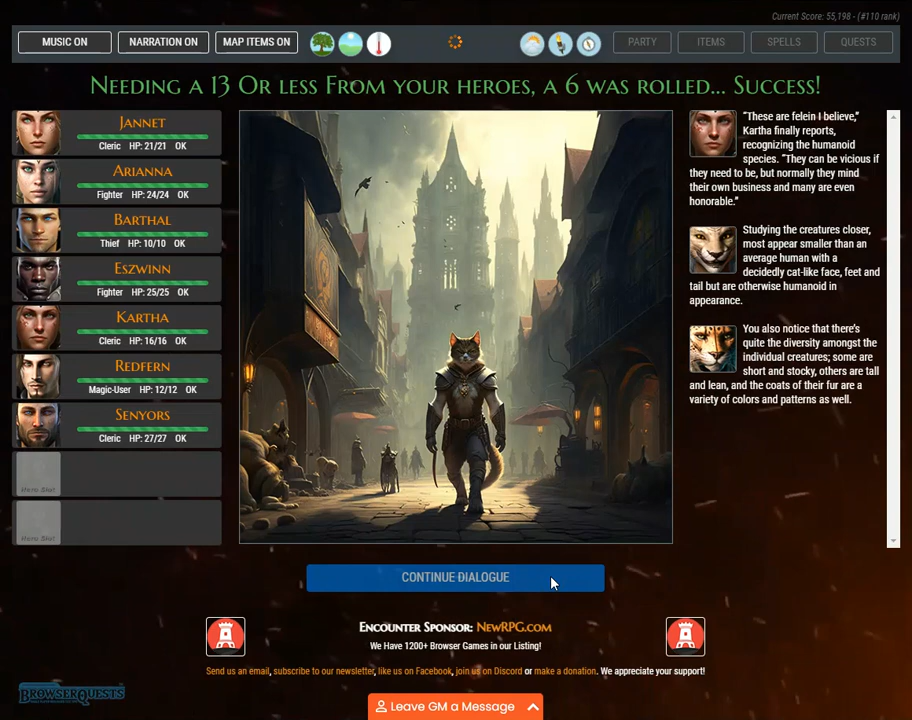 Current Score: 55,198 - (#110 rank)
MUSIC ON
NARRATION ON
MAP ITEMS ON
PARTY
ITEMS
SPELLS
QUESTS
Needing a 13 Or less From your heroes, a 6 was rolled... Success!
Jannet
Cleric HP: 21/21 OK
Arianna
Fighter HP: 24/24 OK
Barthal
Thief HP: 10/10 OK
Eszwinn
Fighter HP: 25/25 OK
Kartha
Cleric HP: 16/16 OK
Redfern
Magic-User HP: 12/12 OK
Senyors
Cleric HP: 27/27 OK
Hero Slot
Hero Slot
"These are felein I believe,"
Kartha finally reports,
recognizing the humanoid
species. "They can be vicious if
they need to be, but normally they mind
their own business and many are even
honorable."
Studying the creatures closer,
most appear smaller than an
average human with a
decidedly cat-like face, feet and
tail but are otherwise humanoid in
appearance.
You also notice that there's
quite the diversity amongst the
individual creatures; some are
short and stocky, others are tall
and lean, and the coats of their fur are a
variety of colors and patterns as well.
CONTINUE DIALOGUE
Encounter Sponsor: NewRPG.com
We Have 1200+ Browser Games in our Listing!
Send us an email, subscribe to our newsletter, like us on Facebook, join us on Discord or make a donation. We appreciate your support!
BrowserQuests
Leave GM a Message